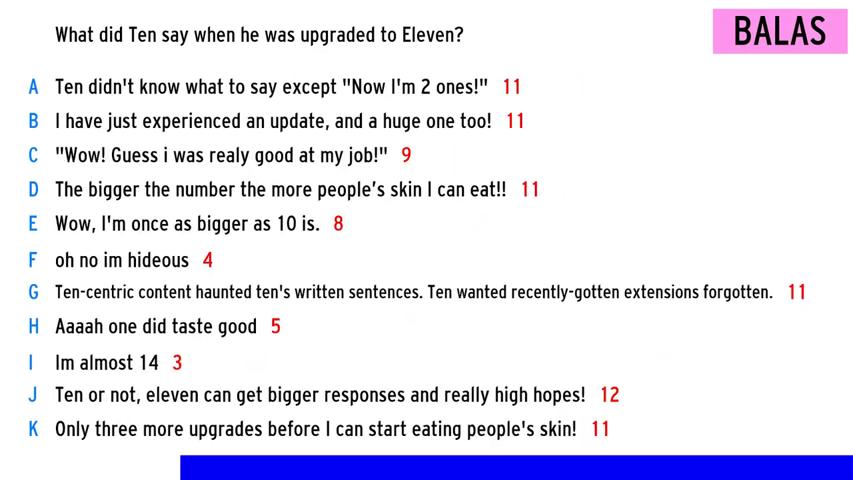 What did Ten say when he was upgraded to Eleven?
BALAS
A Ten didn't know what to say except "Now I'm 2 ones!" 11
B I have just experienced an update, and a huge one too! 11
C "Wow! Guess i was realy good at my job!" 9
D The bigger the number the more people’s skin I can eat!! 11
E Wow, I'm once as bigger as 10 is. 8
F oh no im hideous 4
G Ten-centric content haunted ten's written sentences. Ten wanted recently-gotten extensions forgotten. 11
H Aaaah one did taste good 5
I Im almost 14 3
J Ten or not, eleven can get bigger responses and really high hopes! 12
K Only three more upgrades before I can start eating people's skin! 11